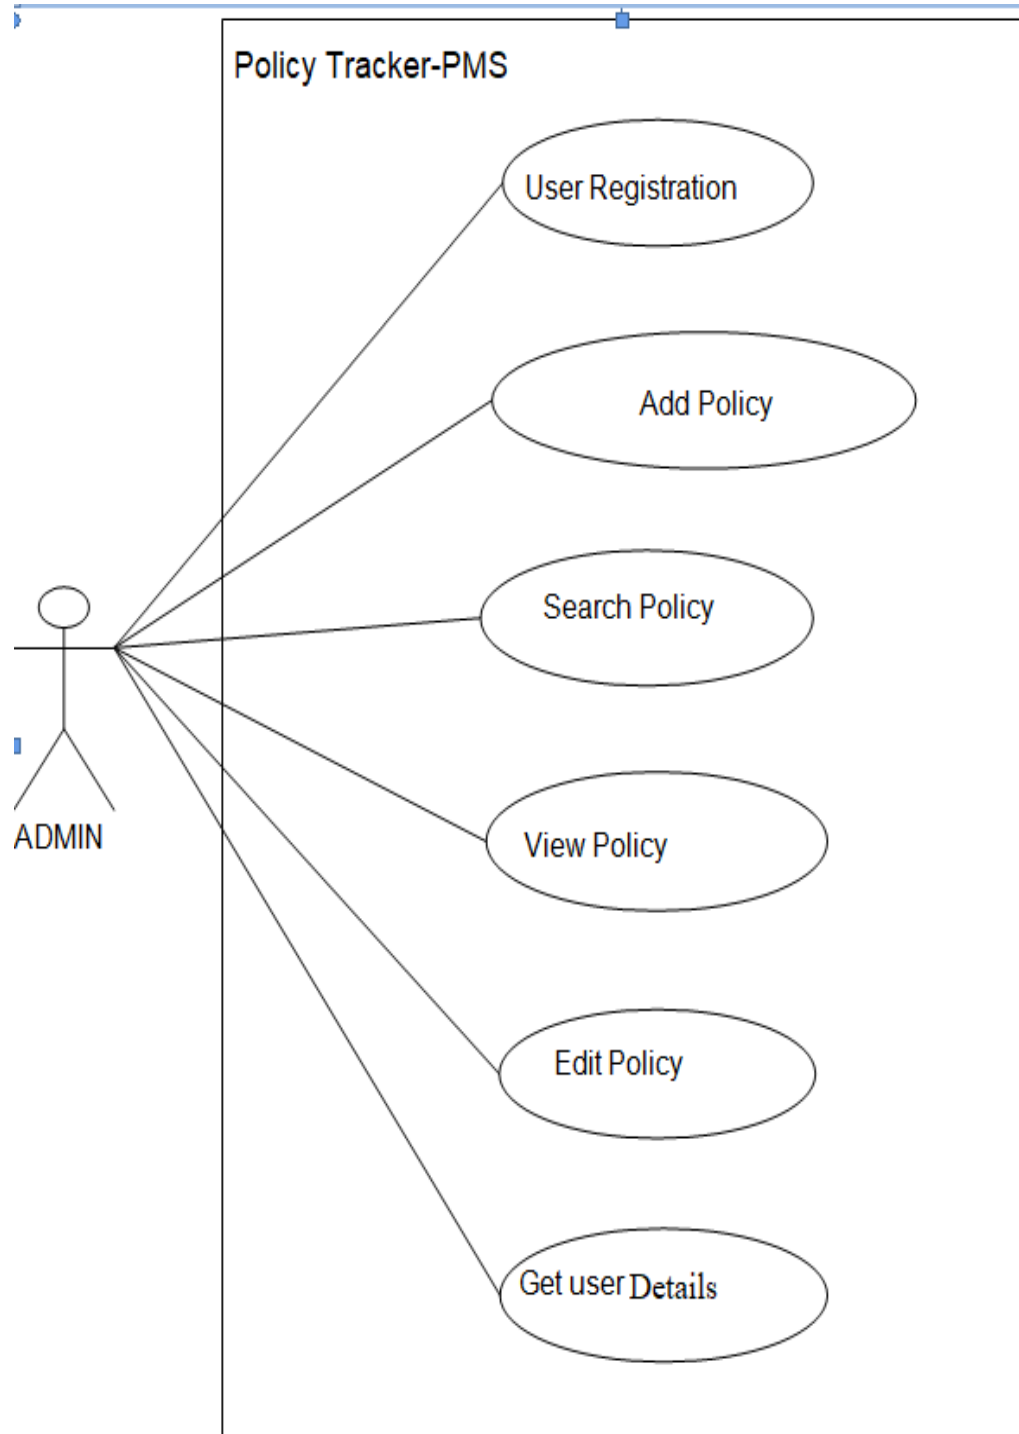 Policy Tracker-PMS
User Registration
Add Policy
Search Policy
ADMIN
View Policy
Edit Policy
Get user Details